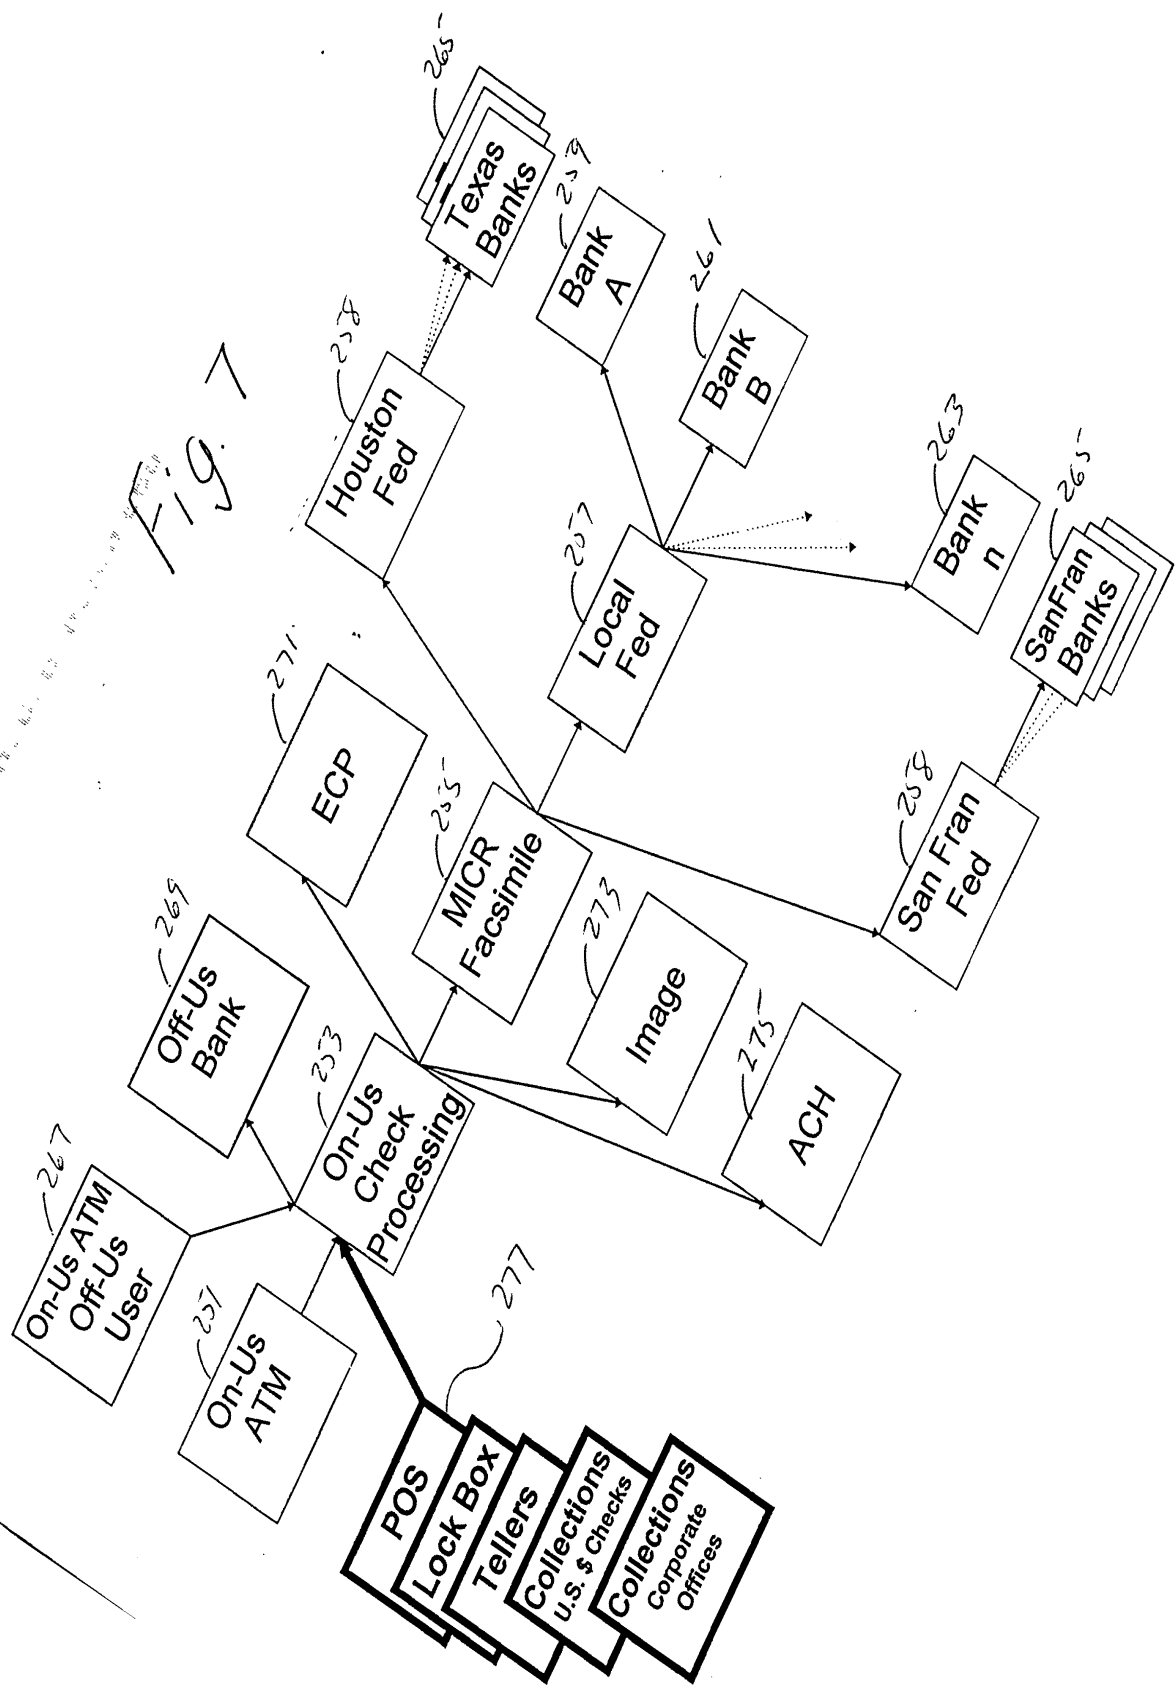 Fig. 7
267
On-Us ATM
Off-Us
User
251
On-Us
ATM
277
POS
Lock Box
Tellers
Collections
U.S. $ Checks
Collections
Corporate
Offices
269
Off-Us
Bank
253
On-Us
Check
Processing
271
ECP
255
MICR
Facsimile
273
Image
275
ACH
258
Houston
Fed
257
Local
Fed
258
San Fran
Fed
265
Texas
Banks
259
Bank
A
261
Bank
B
263
Bank
n
265
SanFran
Banks